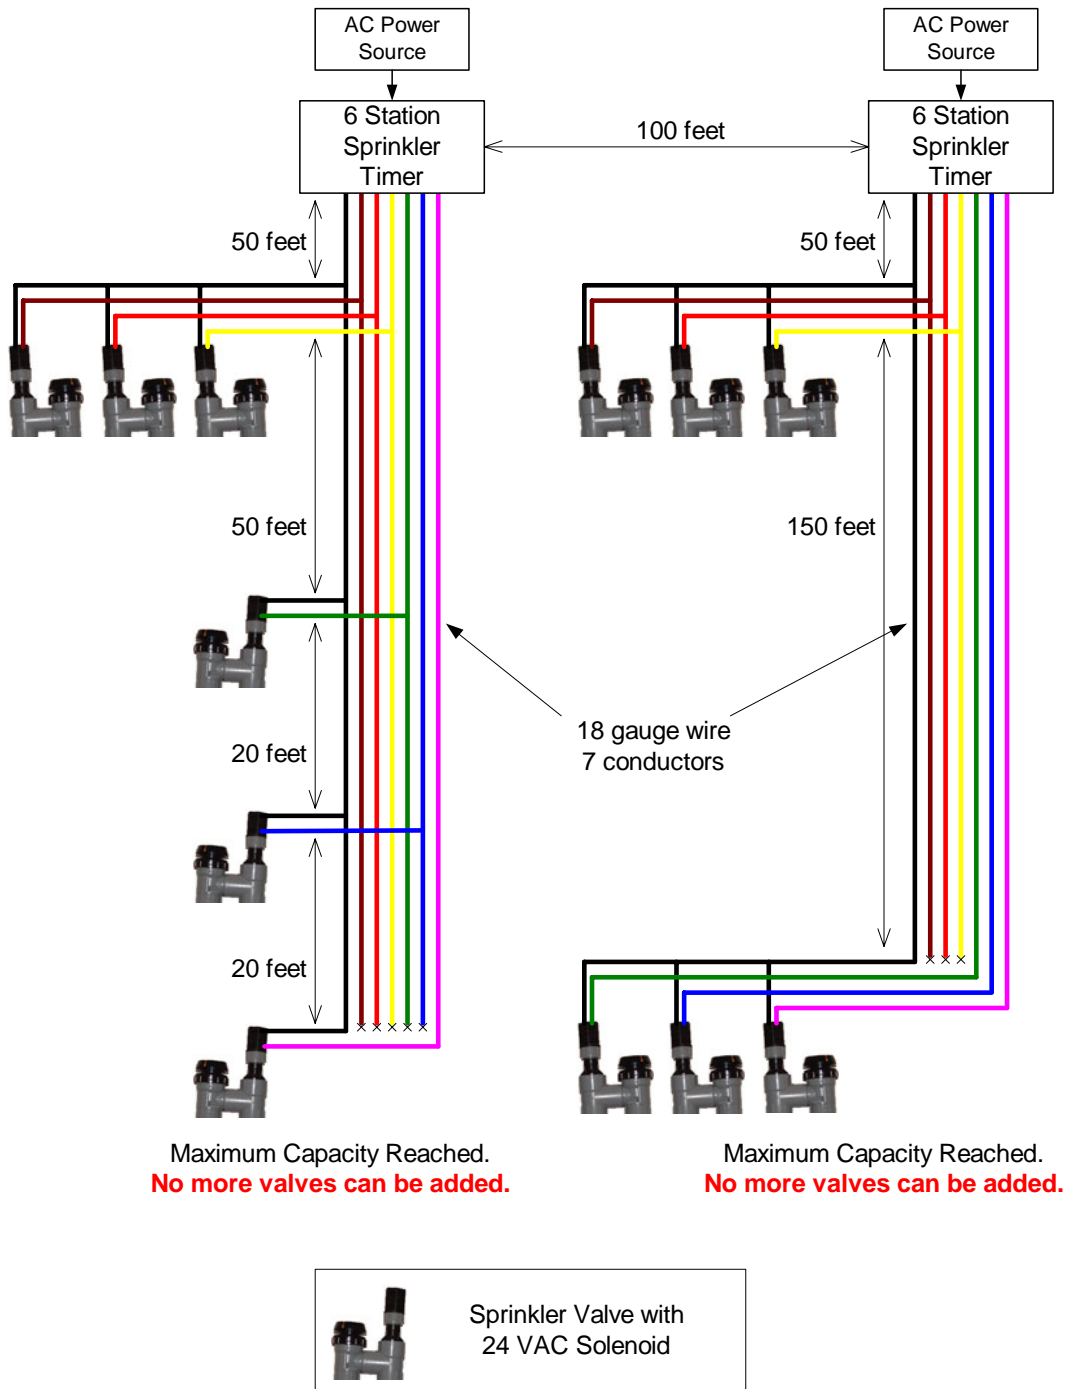 AC Power
Source
AC Power
Source
6 Station
Sprinkler
Timer
100 feet
6 Station
Sprinkler
Timer
50 feet
50 feet
50 feet
150 feet
18 gauge wire
7 conductors
20 feet
20 feet
Maximum Capacity Reached.
No more valves can be added.
Maximum Capacity Reached.
No more valves can be added.
Sprinkler Valve with
24 VAC Solenoid